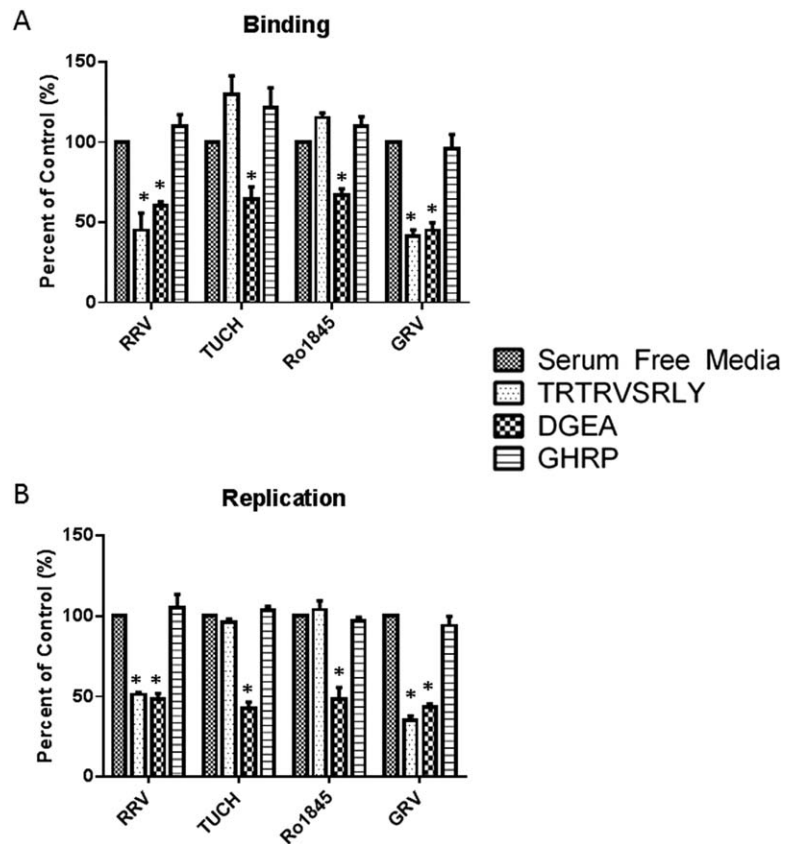 A
Binding
Percent of Control (%)
150
100
50
0
* * * * * *
RRV
TUCH
Ro1845
GRV
Serum Free Media
TRTRVSRLY
DGEA
GHRP
B
Replication
Percent of Control (%)
150
100
50
0
* * * * * *
RRV
TUCH
Ro1845
GRV